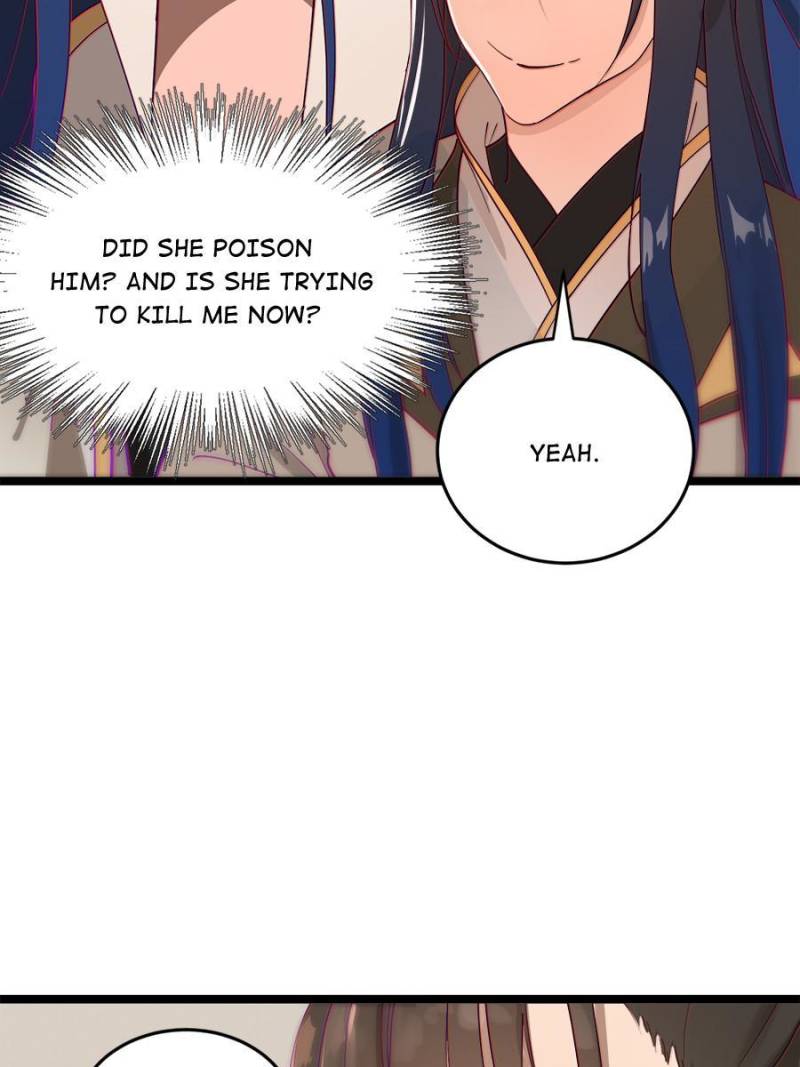 DID SHE POISON
HIM? AND IS SHE TRYING
TO KILL ME NOW?
YEAH.